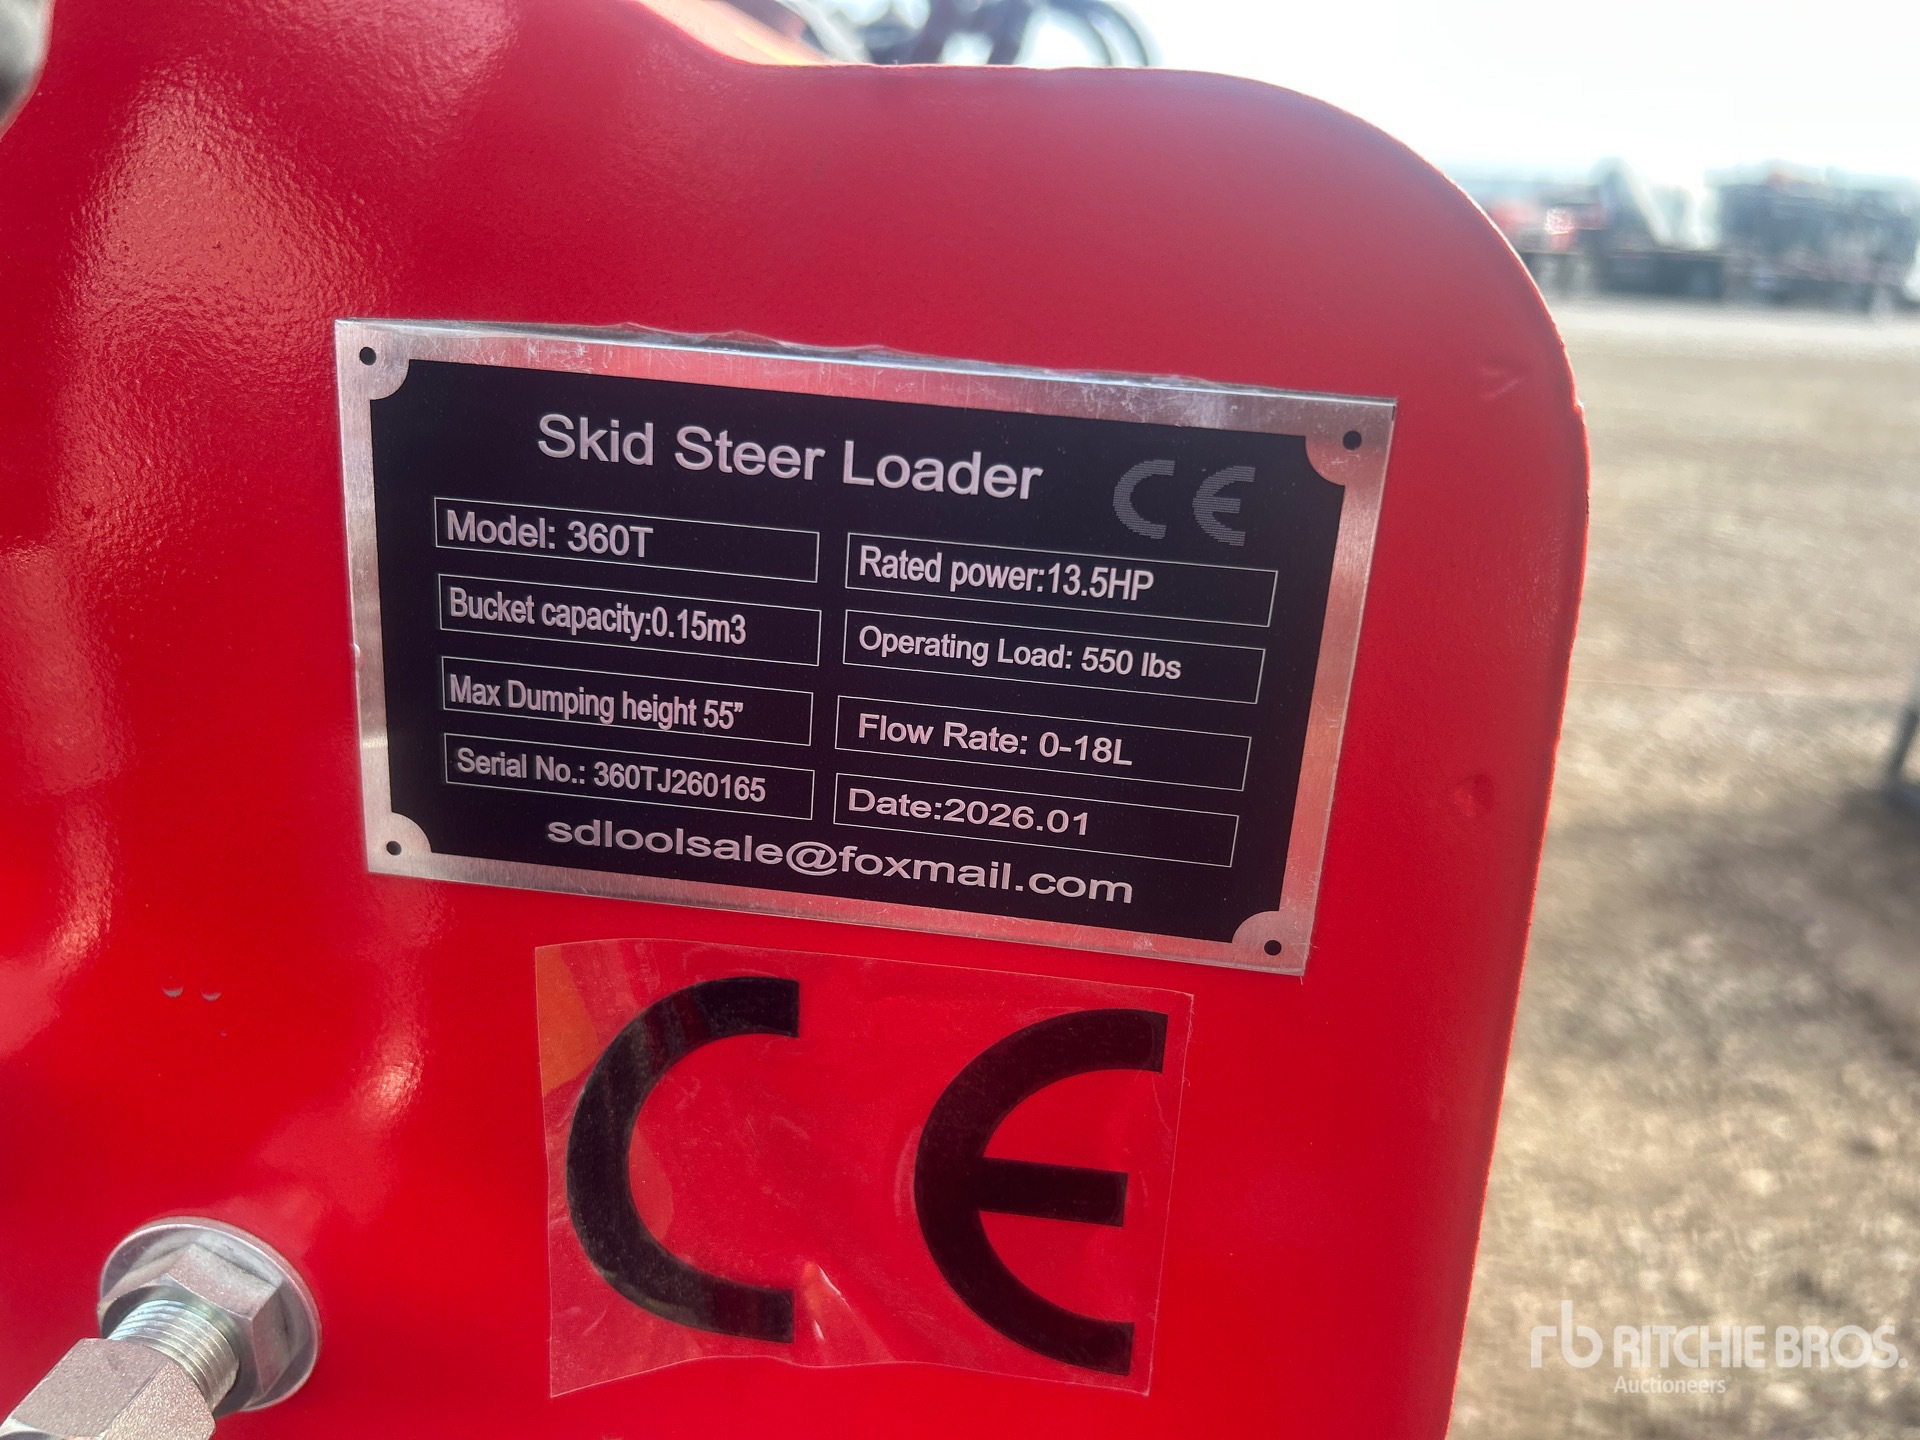 Skid Steer Loader CE
Model: 360T
Rated power:13.5HP
Bucket capacity:0.15m3
Operating Load: 550 lbs
Max Dumping height 55”
Flow Rate: 0-18L
Serial No.: 360TJ260165
Date:2026.01
sdloolsale@foxmail.com
CE
rb RITCHIE BROS.
Auctioneers